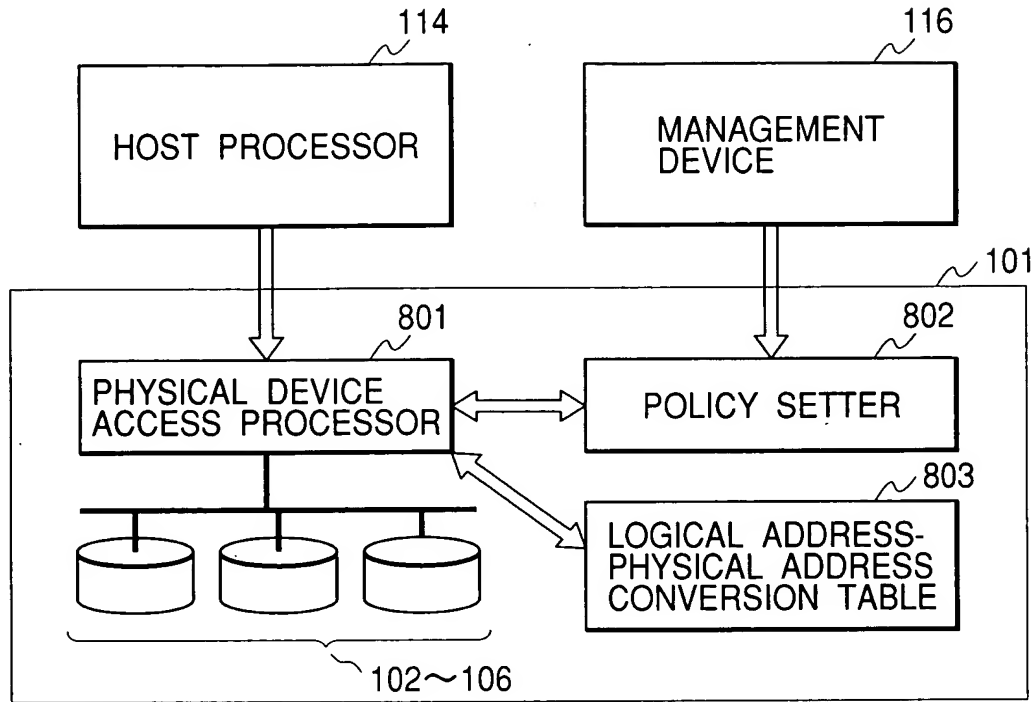 114
116
HOST PROCESSOR
MANAGEMENT
DEVICE
101
801
802
PHYSICAL DEVICE
ACCESS PROCESSOR
POLICY SETTER
803
LOGICAL ADDRESS-
PHYSICAL ADDRESS
CONVERSION TABLE
102～106